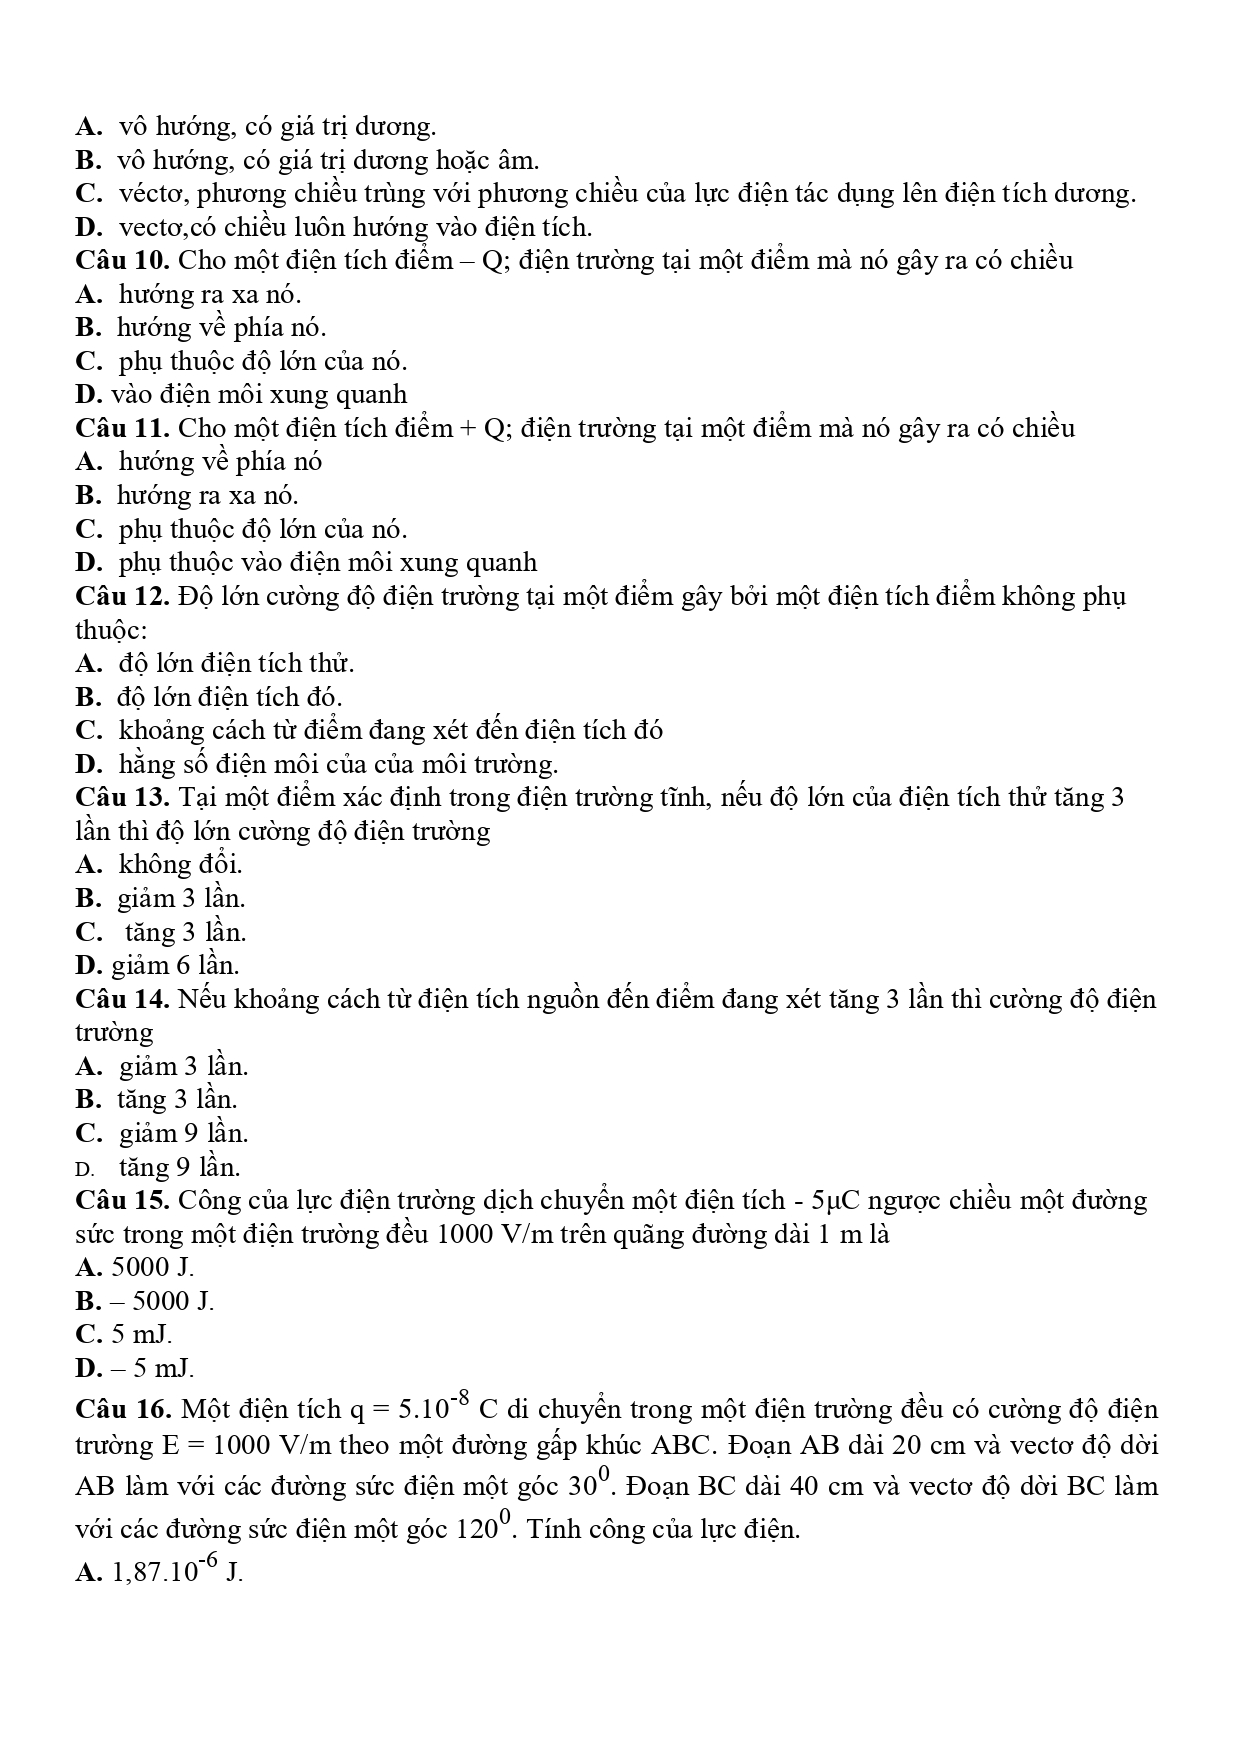 A. vô hướng, có giá trị dương.
B. vô hướng, có giá trị dương hoặc âm.
C. véctơ, phương chiều trùng với phương chiều của lực điện tác dụng lên điện tích dương.
D. vectơ,có chiều luôn hướng vào điện tích.
Câu 10. Cho một điện tích điểm – Q; điện trường tại một điểm mà nó gây ra có chiều
A. hướng ra xa nó.
B. hướng về phía nó.
C. phụ thuộc độ lớn của nó.
D. vào điện môi xung quanh
Câu 11. Cho một điện tích điểm + Q; điện trường tại một điểm mà nó gây ra có chiều
A. hướng về phía nó
B. hướng ra xa nó.
C. phụ thuộc độ lớn của nó.
D. phụ thuộc vào điện môi xung quanh
Câu 12. Độ lớn cường độ điện trường tại một điểm gây bởi một điện tích điểm không phụ
thuộc:
A. độ lớn điện tích thử.
B. độ lớn điện tích đó.
C. khoảng cách từ điểm đang xét đến điện tích đó
D. hằng số điện môi của của môi trường.
Câu 13. Tại một điểm xác định trong điện trường tĩnh, nếu độ lớn của điện tích thử tăng 3
lần thì độ lớn cường độ điện trường
A. không đổi.
B. giảm 3 lần.
C. tăng 3 lần.
D. giảm 6 lần.
Câu 14. Nếu khoảng cách từ điện tích nguồn đến điểm đang xét tăng 3 lần thì cường độ điện
trường
A. giảm 3 lần.
B. tăng 3 lần.
C. giảm 9 lần.
D. tăng 9 lần.
Câu 15. Công của lực điện trường dịch chuyển một điện tích - 5μC ngược chiều một đường
sức trong một điện trường đều 1000 V/m trên quãng đường dài 1 m là
A. 5000 J.
B. – 5000 J.
C. 5 mJ.
D. – 5 mJ.
Câu 16. Một điện tích q = 5.10⁻⁸ C di chuyển trong một điện trường đều có cường độ điện
trường E = 1000 V/m theo một đường gấp khúc ABC. Đoạn AB dài 20 cm và vectơ độ dời
AB làm với các đường sức điện một góc 30⁰. Đoạn BC dài 40 cm và vectơ độ dời BC làm
với các đường sức điện một góc 120⁰. Tính công của lực điện.
A. 1,87.10⁻⁶ J.